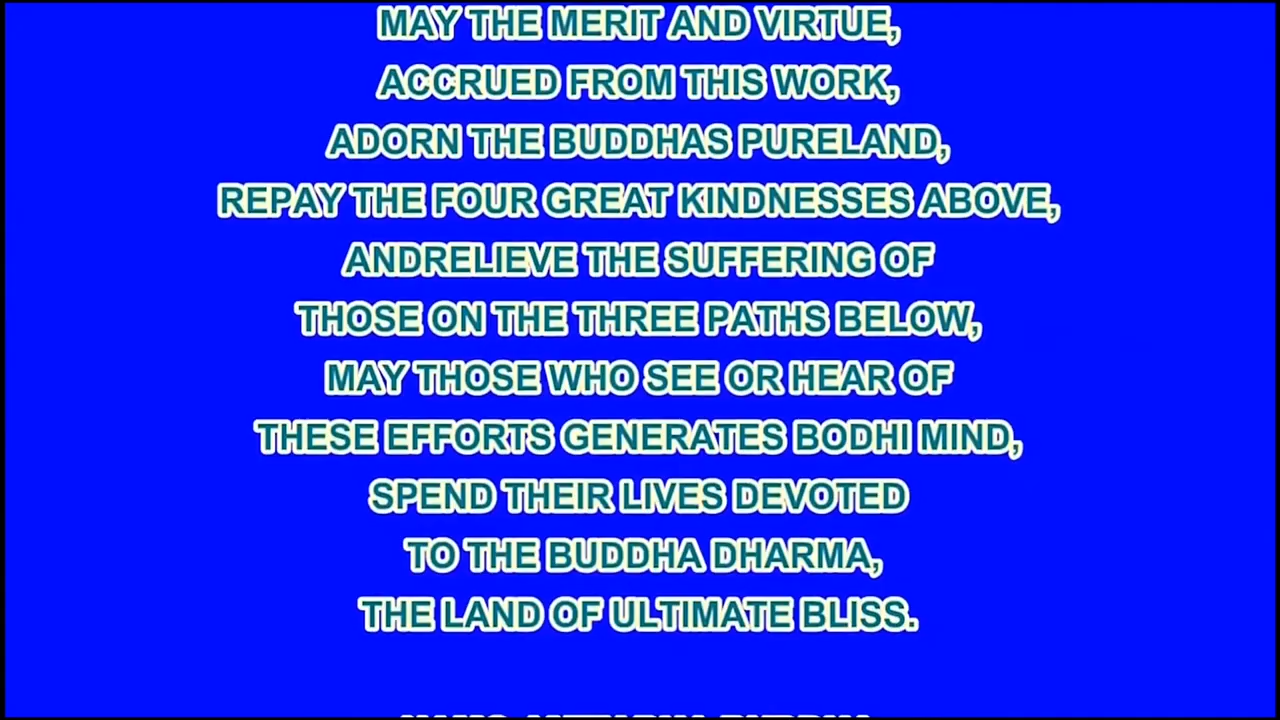 MAY THE MERIT AND VIRTUE,
ACCRUED FROM THIS WORK,
ADORN THE BUDDHAS PURELAND,
REPAY THE FOUR GREAT KINDNESSES ABOVE,
ANDRELIEVE THE SUFFERING OF
THOSE ON THE THREE PATHS BELOW,
MAY THOSE WHO SEE OR HEAR OF
THESE EFFORTS GENERATES BODHI MIND,
SPEND THEIR LIVES DEVOTED
TO THE BUDDHA DHARMA,
THE LAND OF ULTIMATE BLISS.